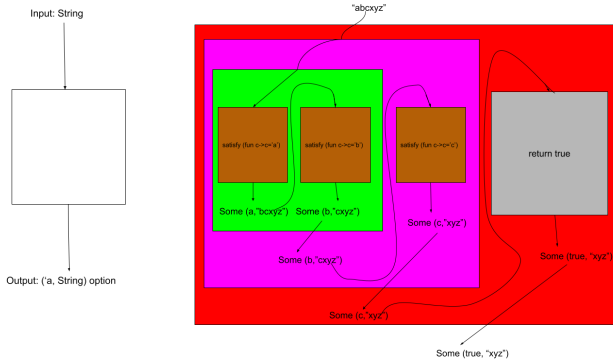 Input: String
Output: ('a, String) option
“abcxyz”
satisfy (fun c->c='a')
satisfy (fun c->c='b')
satisfy (fun c->c='c')
return true
Some (a,"bcxyz")
Some (b,"cxyz")
Some (c,"xyz")
Some (b,"cxyz")
Some (true, “xyz”)
Some (c,"xyz")
Some (true, “xyz”)